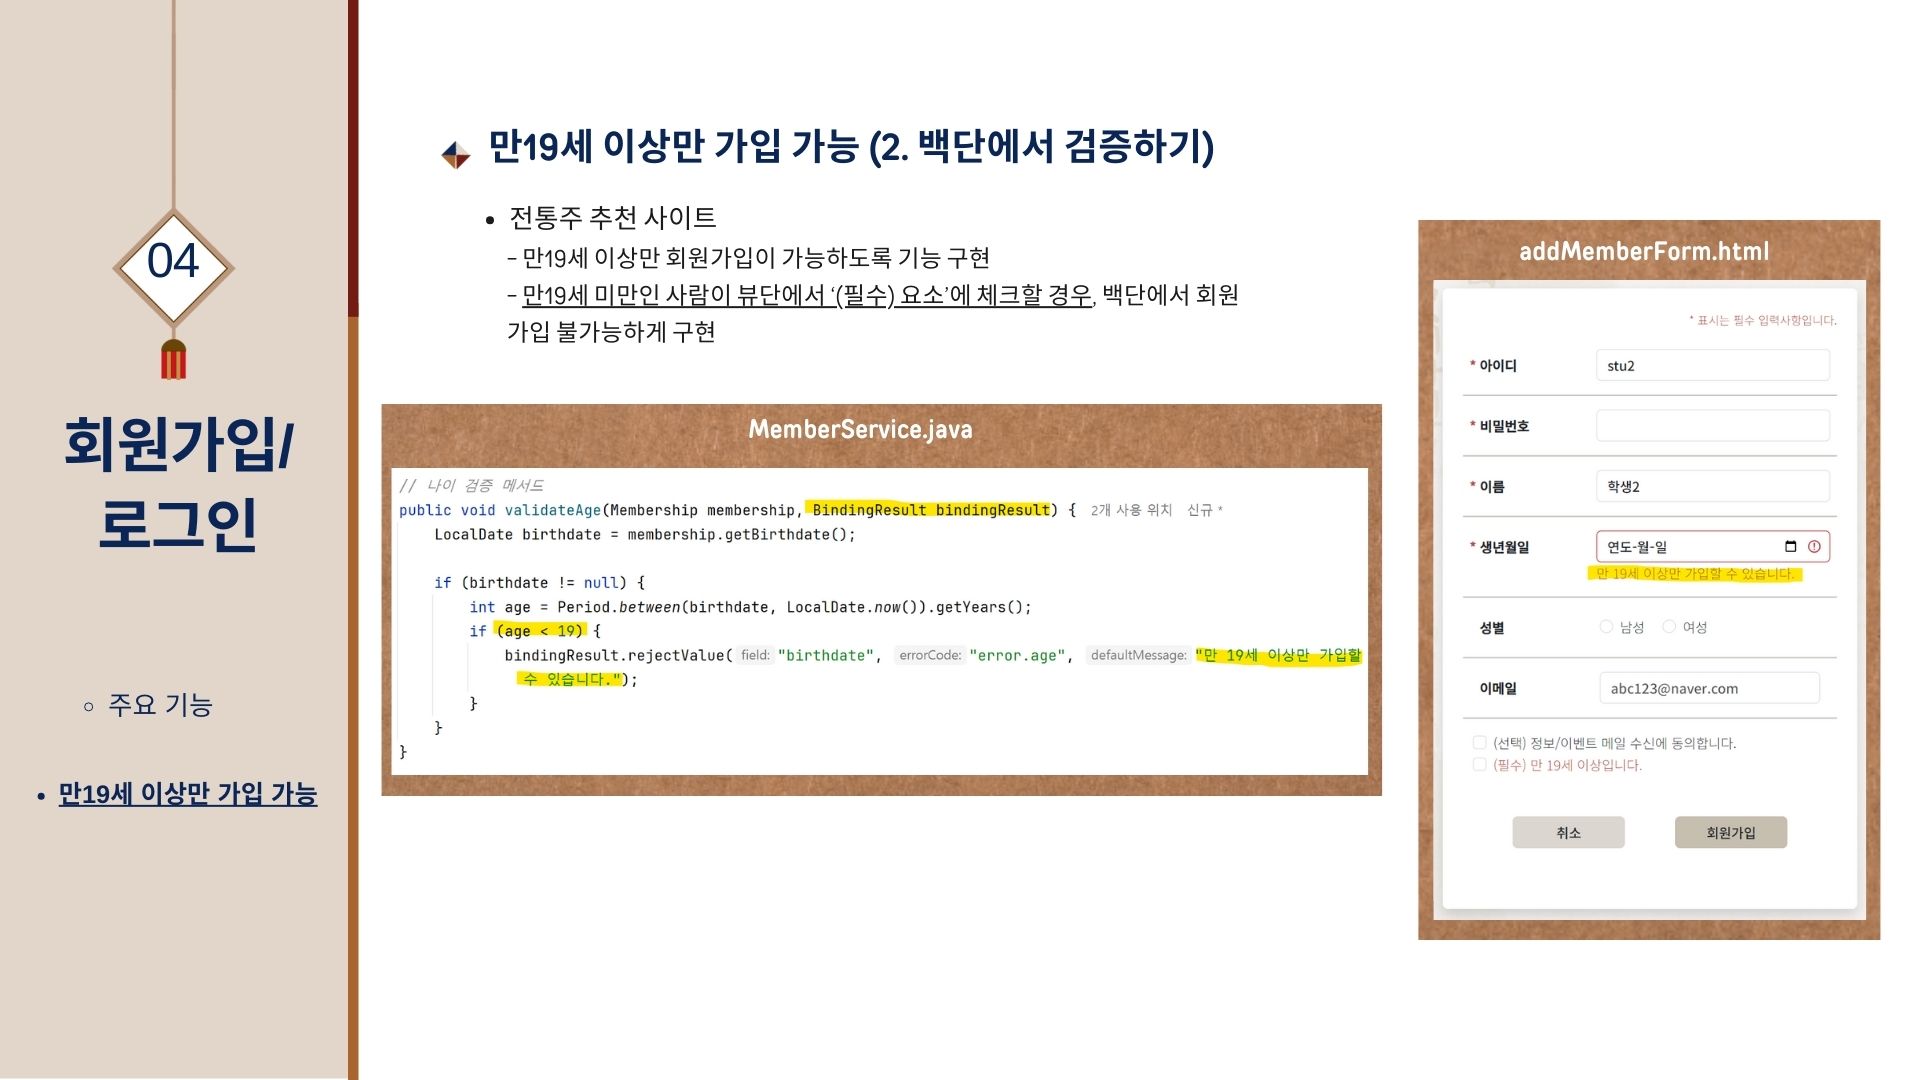 04
회원가입/
로그인
주요 기능
만19세 이상만 가입 가능
만19세 이상만 가입 가능 (2. 백단에서 검증하기)
전통주 추천 사이트
- 만19세 이상만 회원가입이 가능하도록 기능 구현
- 만19세 미만인 사람이 뷰단에서 ‘(필수) 요소’에 체크할 경우, 백단에서 회원
가입 불가능하게 구현
MemberService.java
// 나이 검증 메서드
public void validateAge(Membership membership, BindingResult bindingResult) { 2개 사용 위치 신규 *
LocalDate birthdate = membership.getBirthdate();
if (birthdate != null) {
int age = Period.between(birthdate, LocalDate.now()).getYears();
if (age < 19) {
bindingResult.rejectValue( field: "birthdate", errorCode: "error.age", defaultMessage: "만 19세 이상만 가입할
수 있습니다.");
}
}
}
addMemberForm.html
* 표시는 필수 입력사항입니다.
* 아이디 stu2
* 비밀번호
* 이름 학생2
* 생년월일 연도-월-일
만 19세 이상만 가입할 수 있습니다.
성별 남성 여성
이메일 abc123@naver.com
(선택) 정보/이벤트 메일 수신에 동의합니다.
(필수) 만 19세 이상입니다.
취소 회원가입